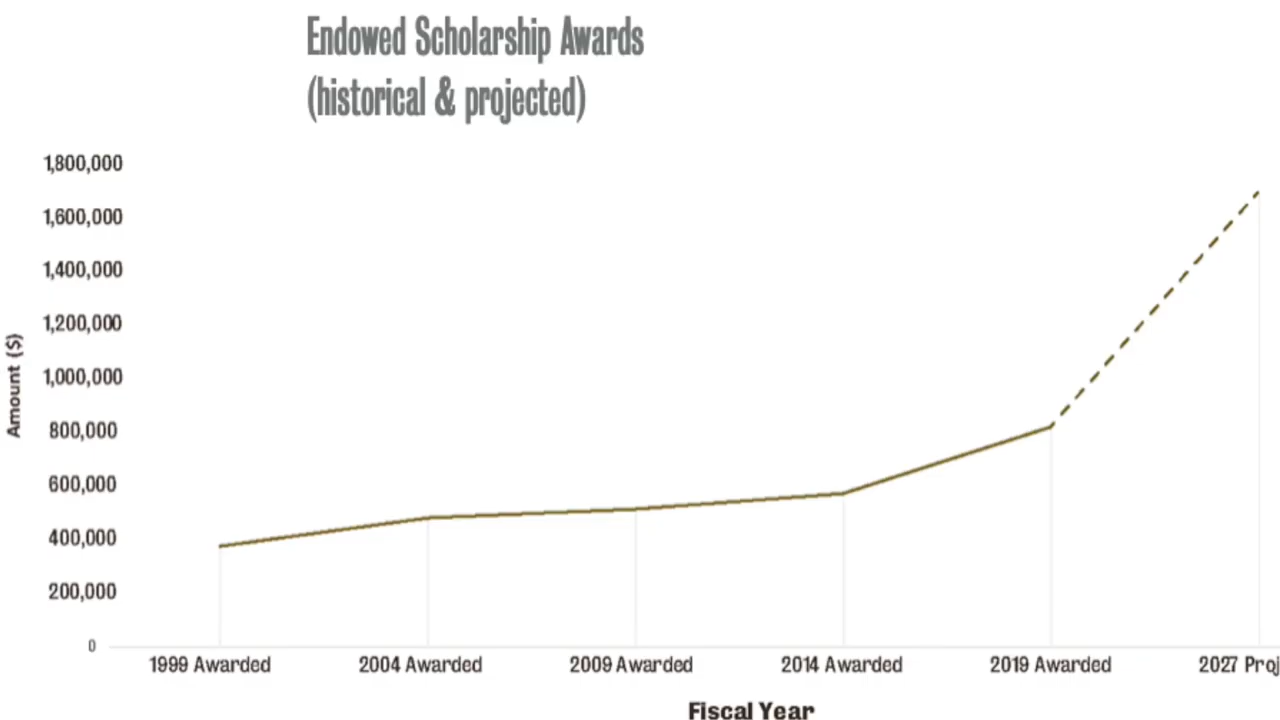 Endowed Scholarship Awards
(historical & projected)
1,800,000
1,600,000
1,400,000
1,200,000
1,000,000
800,000
600,000
400,000
200,000
0
Amount ($)
1999 Awarded 2004 Awarded 2009 Awarded 2014 Awarded 2019 Awarded 2027 Proj
Fiscal Year